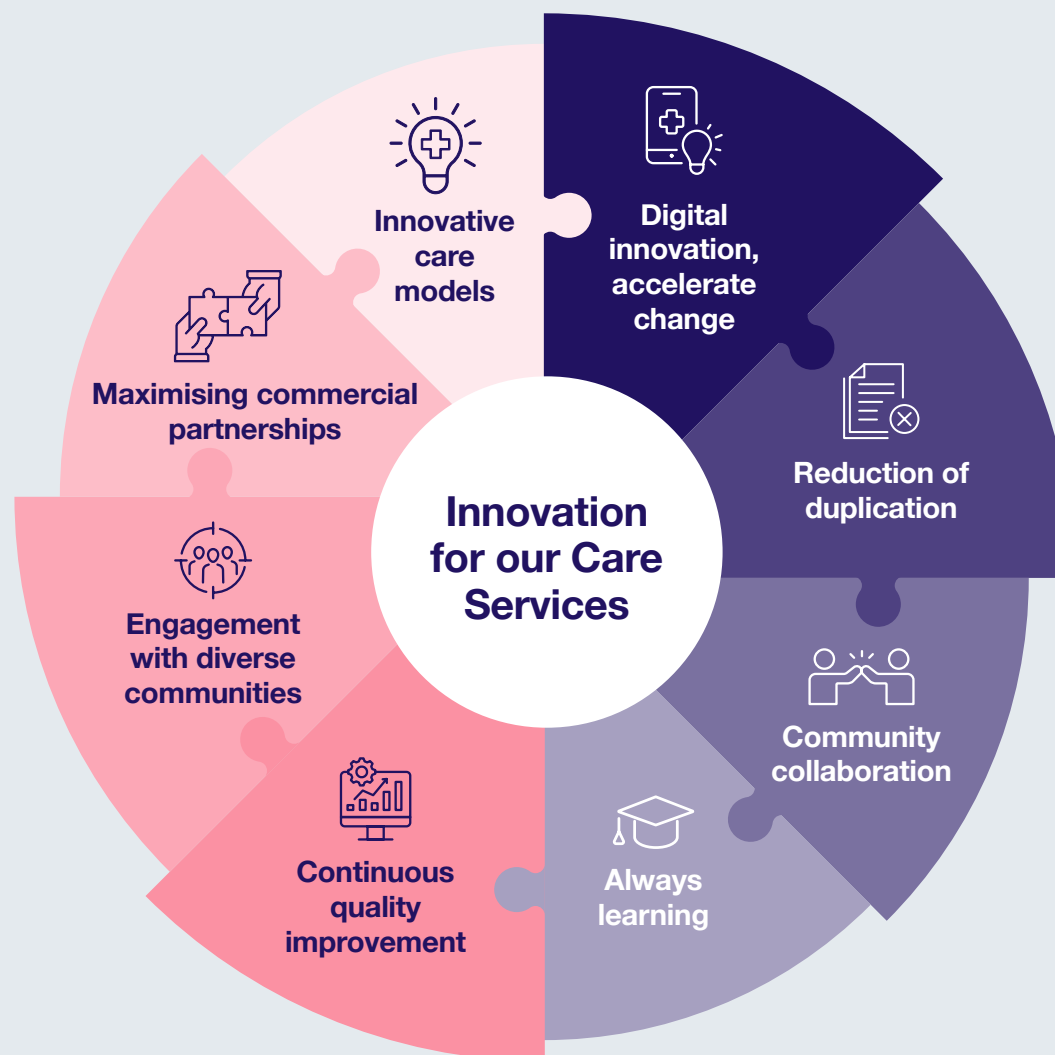 Innovation
for our Care
Services
Digital
innovation,
accelerate
change
Reduction of
duplication
Community
collaboration
Always
learning
Continuous
quality
improvement
Engagement
with diverse
communities
Maximising commercial
partnerships
Innovative
care
models